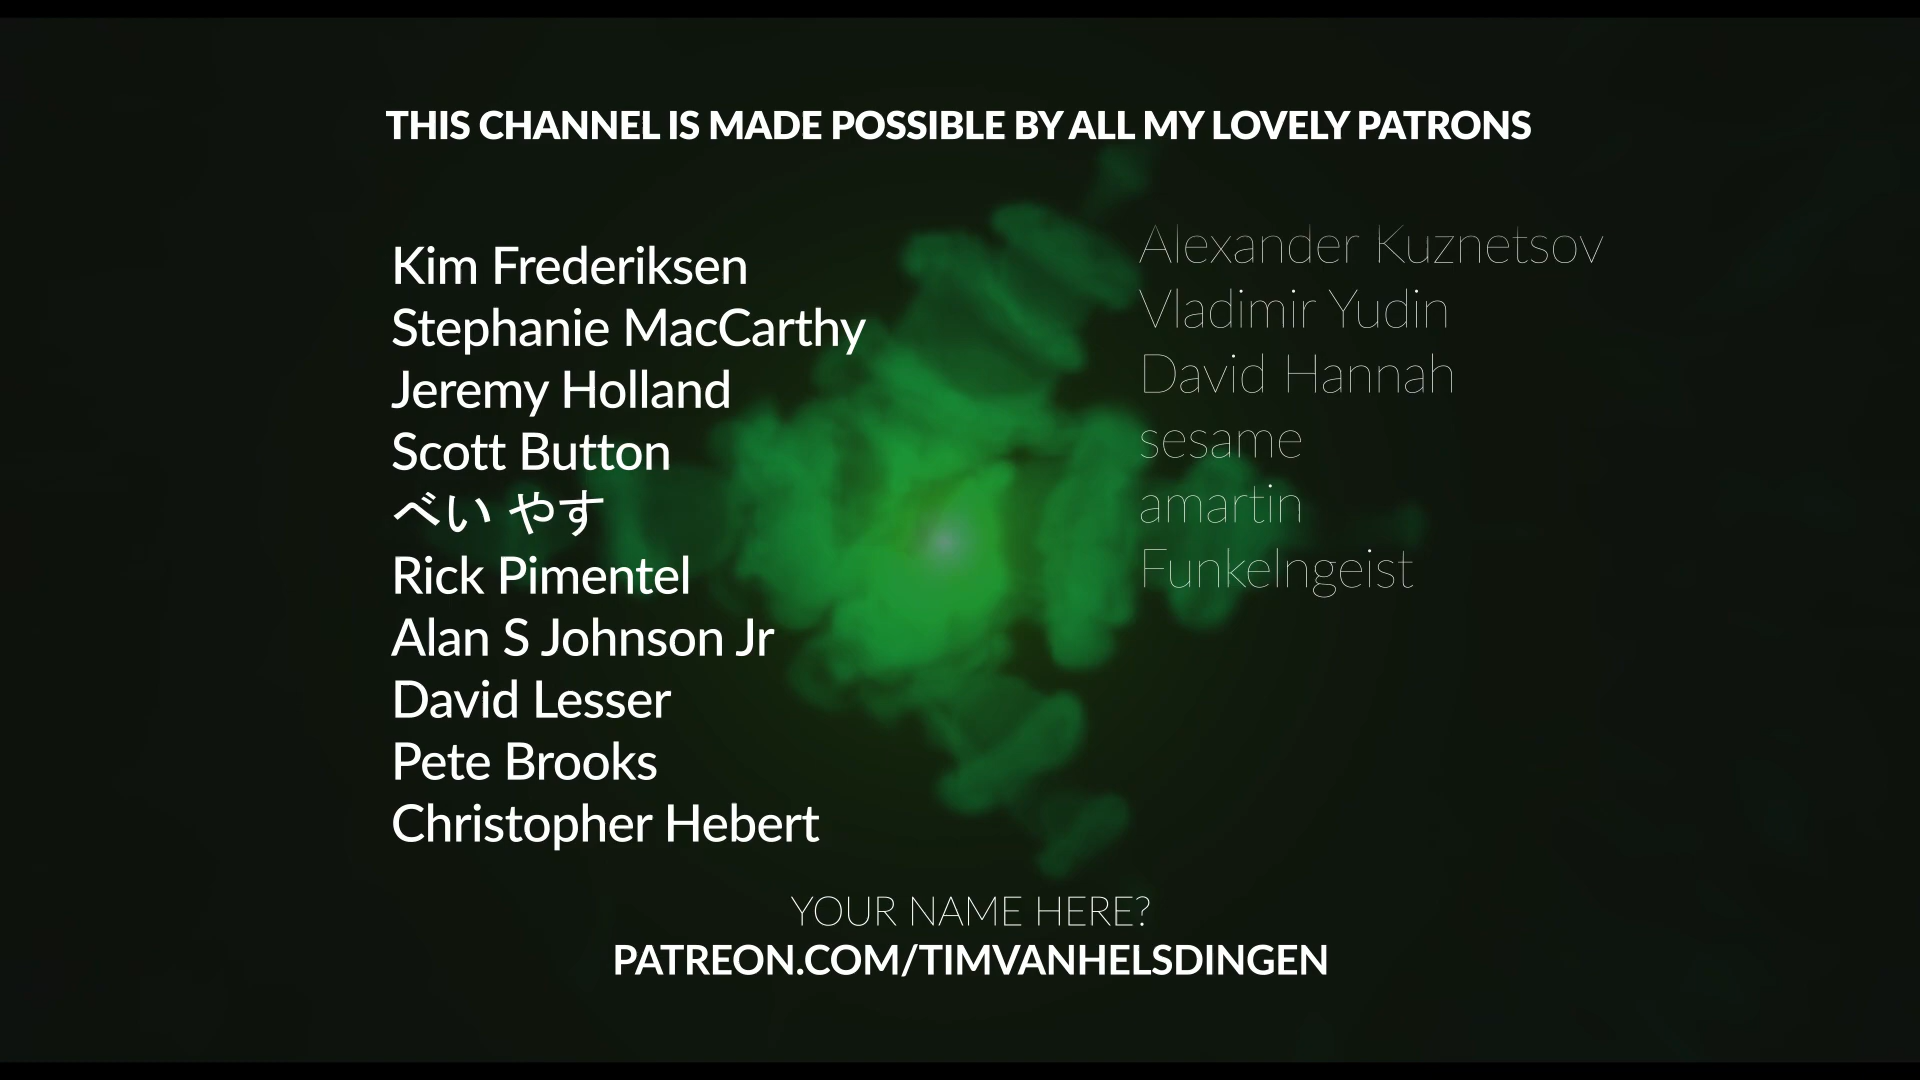 THIS CHANNEL IS MADE POSSIBLE BY ALL MY LOVELY PATRONS
Kim Frederiksen
Stephanie MacCarthy
Jeremy Holland
Scott Button
べい やす
Rick Pimentel
Alan S Johnson Jr
David Lesser
Pete Brooks
Christopher Hebert
Alexander Kuznetsov
Vladimir Yudin
David Hannah
sesame
amartin
Funkelngeist
YOUR NAME HERE?
PATREON.COM/TIMVANHELSDINGEN